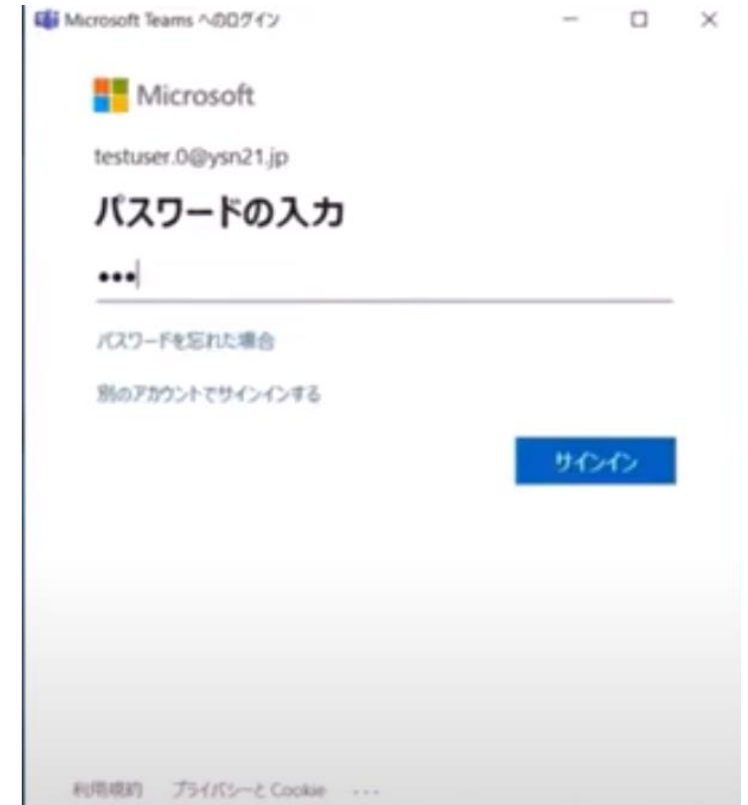 Microsoft Teams へのログイン
Microsoft
testuser.0@ysn21.jp
パスワードの入力
•••
パスワードを忘れた場合
別のアカウントでサインインする
サインイン
利用規約 プライバシーと Cookie ...